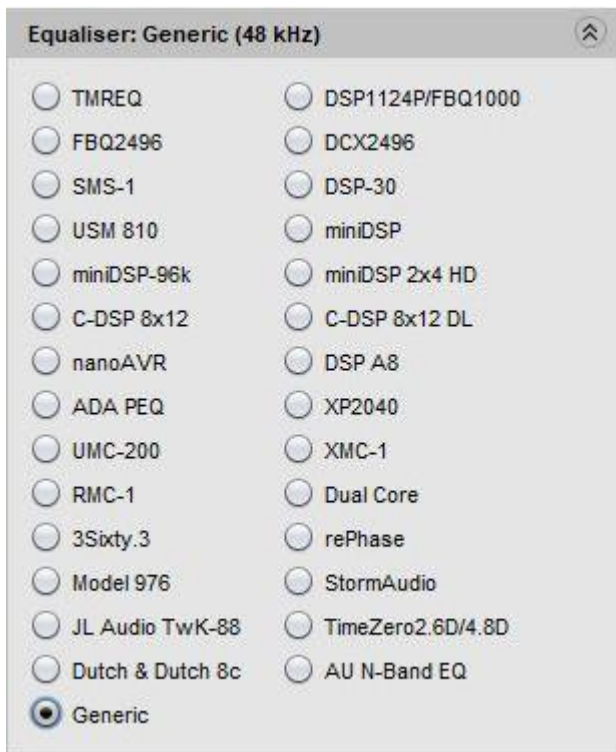 Equaliser: Generic (48 kHz)
TMREQ DSP1124P/FBQ1000
FBQ2496 DCX2496
SMS-1 DSP-30
USM 810 miniDSP
miniDSP-96k miniDSP 2x4 HD
C-DSP 8x12 C-DSP 8x12 DL
nanoAVR DSP A8
ADA PEQ XP2040
UMC-200 XMC-1
RMC-1 Dual Core
3Sixty.3 rePhase
Model 976 StormAudio
JL Audio TwK-88 TimeZero2.6D/4.8D
Dutch & Dutch 8c AU N-Band EQ
Generic